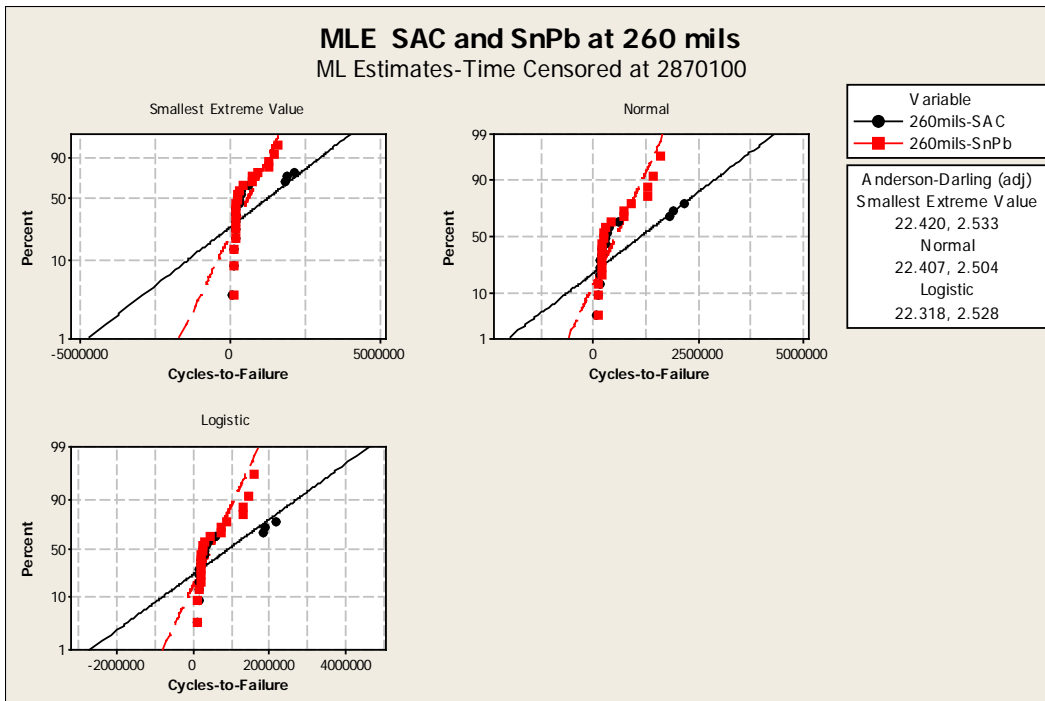 MLE SAC and SnPb at 260 mils
ML Estimates-Time Censored at 2870100
Smallest Extreme Value
90
50
10
1
Percent
-5000000 0 5000000
Cycles-to-Failure
Normal
99
90
50
10
1
Percent
0 2500000 5000000
Cycles-to-Failure
Logistic
99
90
50
10
1
Percent
-2000000 0 2000000 4000000
Cycles-to-Failure
Variable
260mils-SAC
260mils-SnPb
Anderson-Darling (adj)
Smallest Extreme Value
22.420, 2.533
Normal
22.407, 2.504
Logistic
22.318, 2.528